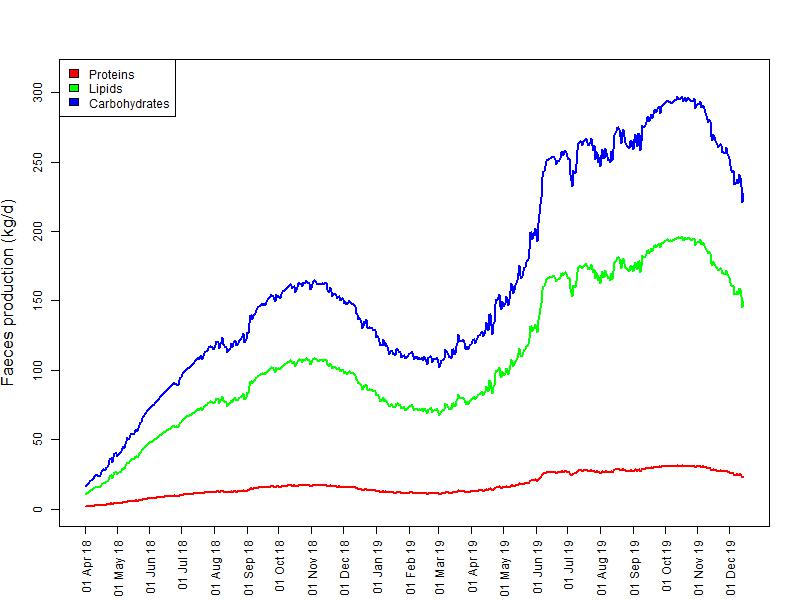 Proteins
Lipids
Carbohydrates
Faeces production (kg/d)
300
250
200
150
100
50
0
01 Apr 18
01 May 18
01 Jun 18
01 Jul 18
01 Aug 18
01 Sep 18
01 Oct 18
01 Nov 18
01 Dec 18
01 Jan 19
01 Feb 19
01 Mar 19
01 Apr 19
01 May 19
01 Jun 19
01 Jul 19
01 Aug 19
01 Sep 19
01 Oct 19
01 Nov 19
01 Dec 19